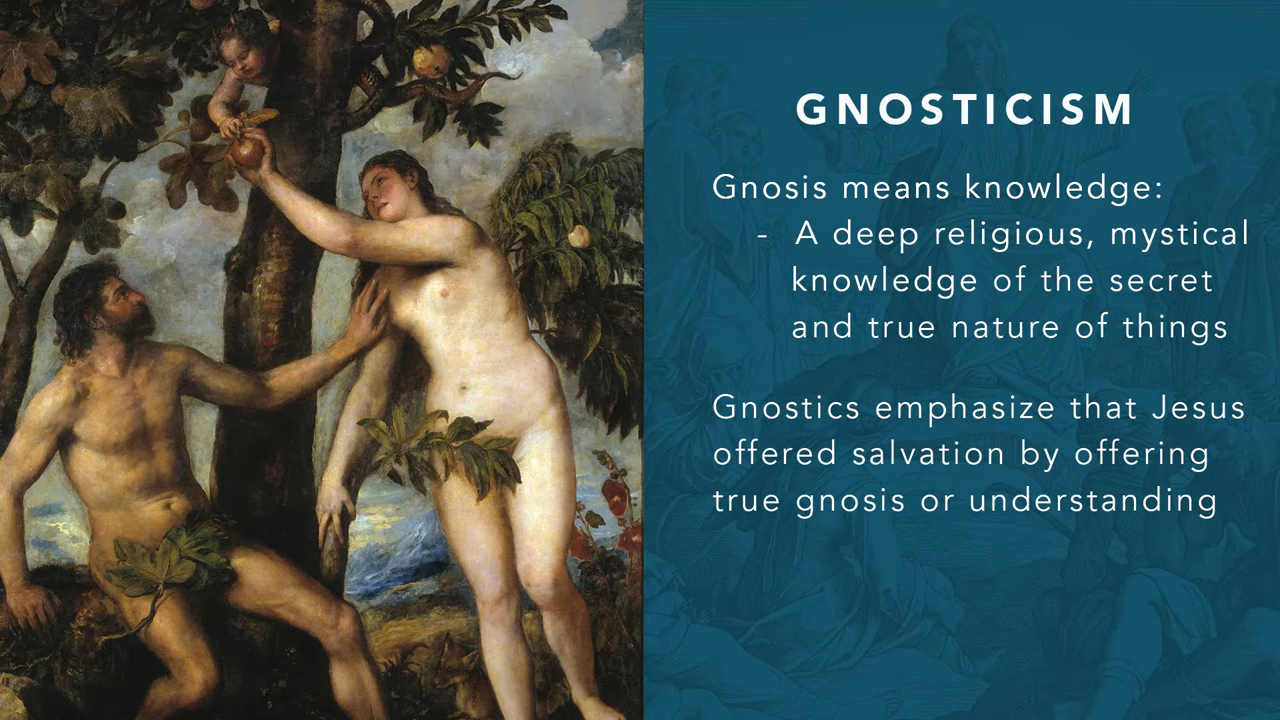 GNOSTICISM
Gnosis means knowledge:
- A deep religious, mystical
knowledge of the secret
and true nature of things
Gnostics emphasize that Jesus
offered salvation by offering
true gnosis or understanding